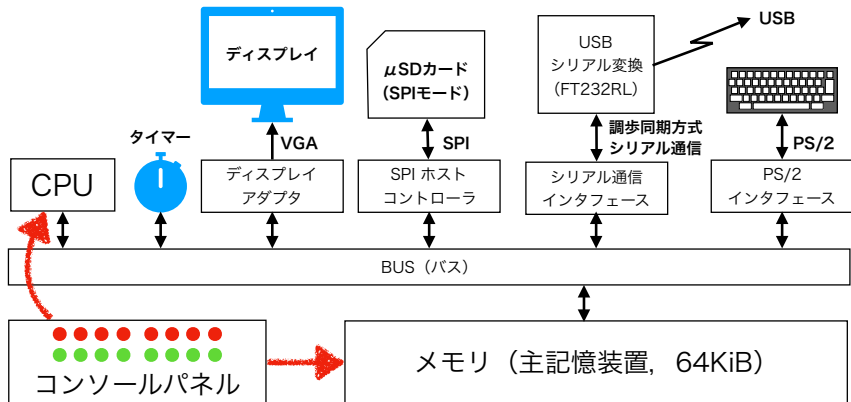 ディスプレイ
μSDカード
（SPIモード）
USB
シリアル変換
（FT232RL）
USB
タイマー
VGA
SPI
調歩同期方式
シリアル通信
PS/2
CPU
ディスプレイ
アダプタ
SPI ホスト
コントローラ
シリアル通信
インタフェース
PS/2
インタフェース
BUS（バス）
コンソールパネル
メモリ（主記憶装置，64KiB）